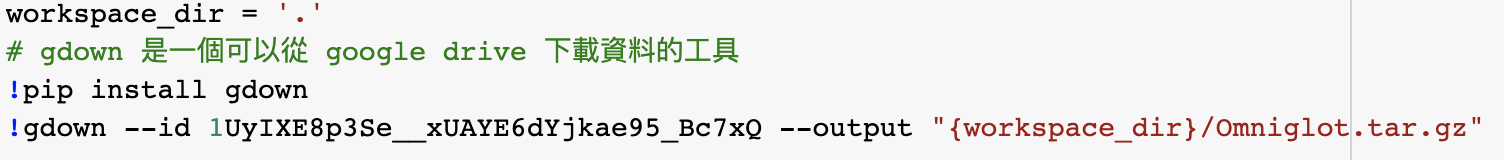 workspace_dir = '.'
# gdown 是一個可以從 google drive 下載資料的工具
!pip install gdown
!gdown --id 1UyIXE8p3Se__xUAYE6dYjkae95_Bc7xQ --output "{workspace_dir}/Omniglot.tar.gz"